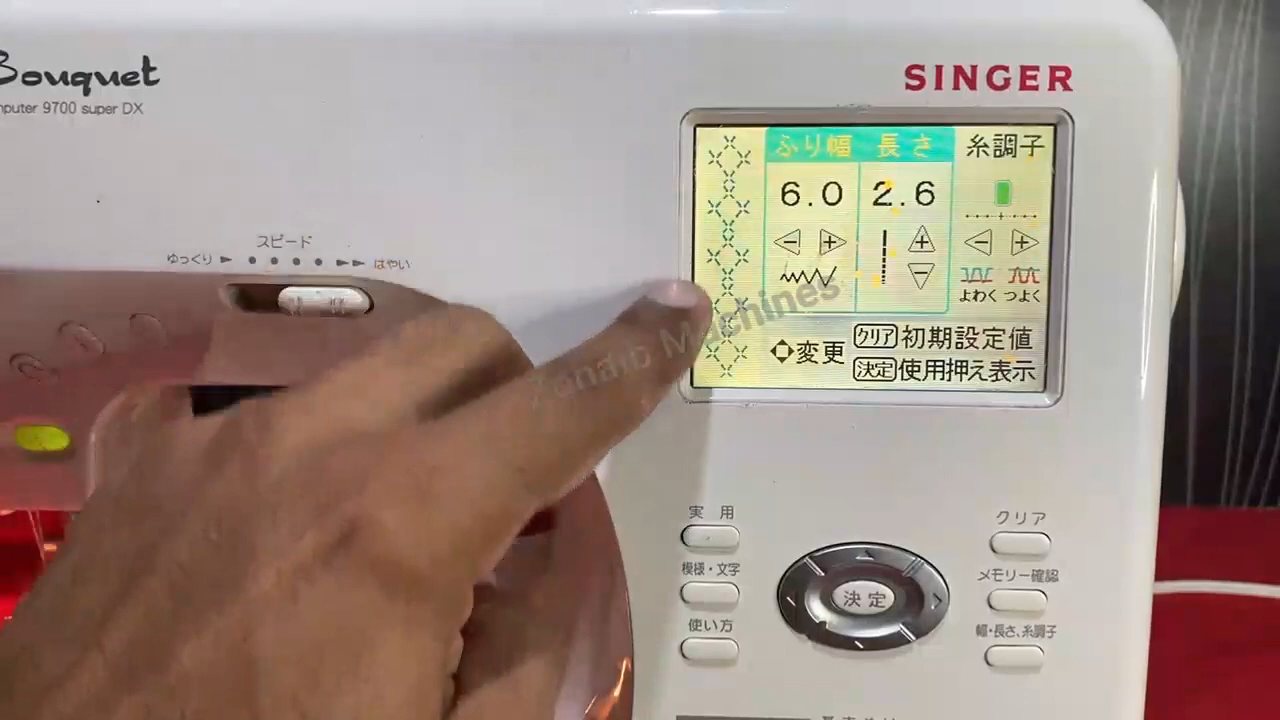 Bouquet
mputer 9700 super DX
SINGER
ふり幅 長さ 糸調子
6.0 2.6
よわく つよく
変更
クリア 初期設定値
決定 使用押え表示
スピード
ゆっくり はやい
Kanaio Machines
実用
模様・文字
使い方
決定
クリア
メモリー確認
幅・長さ、糸調子